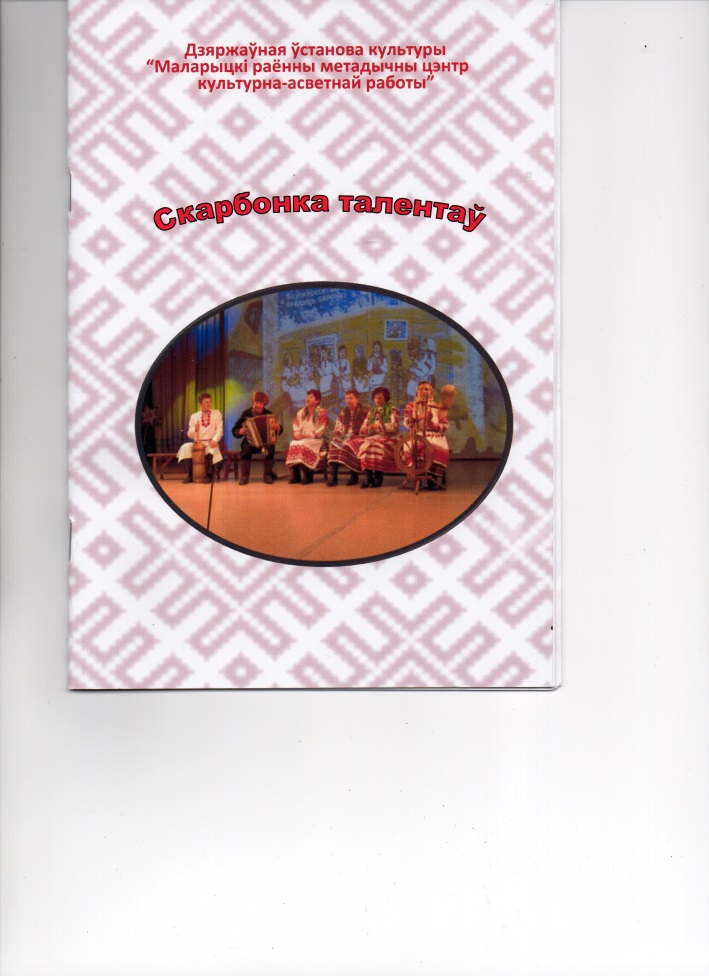 Дзяржаўная ўстанова культуры
“Маларыцкі раённы метадычны цэнтр
культурна-асветнай работы”
Скарбонка талентаў